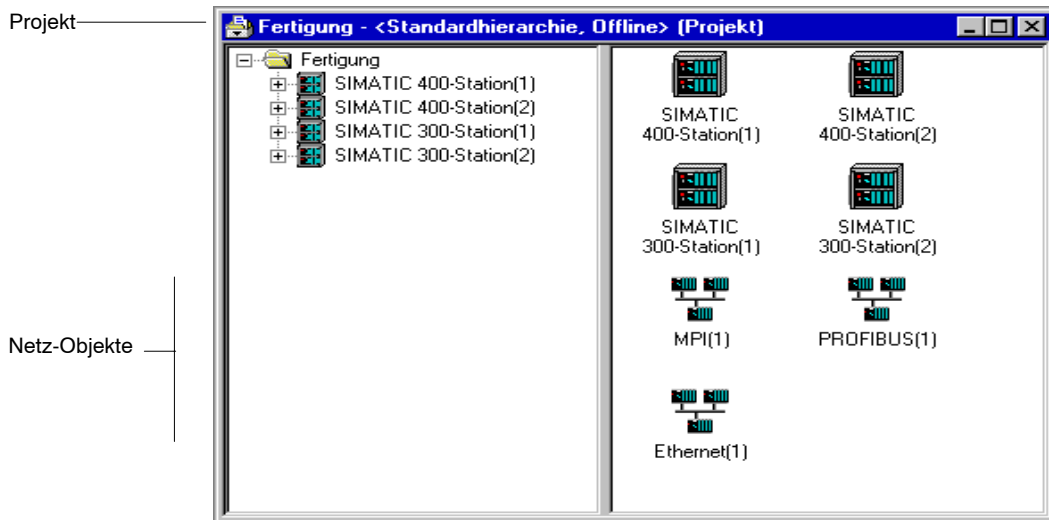 Projekt
Fertigung - <Standardhierarchie, Offline> (Projekt)
Fertigung
SIMATIC 400-Station(1)
SIMATIC 400-Station(2)
SIMATIC 300-Station(1)
SIMATIC 300-Station(2)
SIMATIC
400-Station(1)
SIMATIC
400-Station(2)
SIMATIC
300-Station(1)
SIMATIC
300-Station(2)
MPI(1)
PROFIBUS(1)
Ethernet(1)
Netz-Objekte